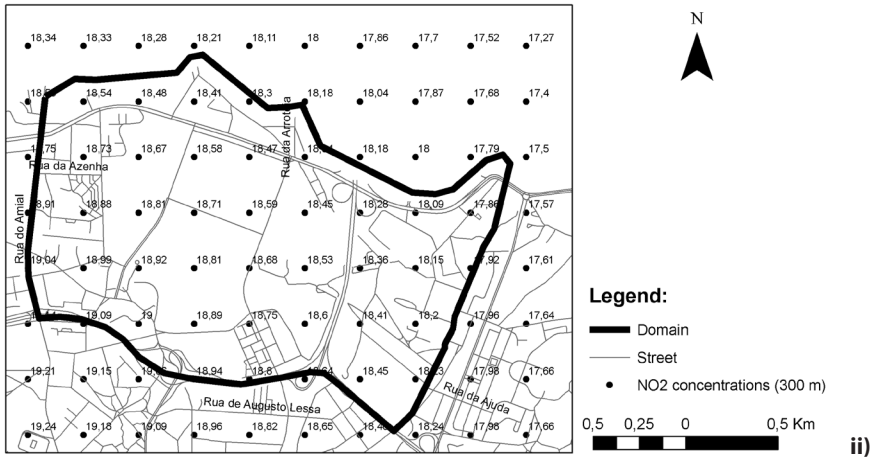 18,34 18,33 18,28 18,21 18,11 18 17,86 17,7 17,52 17,27
N
18,54 18,48 18,41 18,3 18,18 18,04 17,87 17,68 17,4
Rua da Arroteia
18,75 18,73 18,67 18,58 18,47 18,18 18 17,79 17,5
Rua da Azenha
18,91 18,88 18,81 18,71 18,59 18,45 18,28 18,09 17,86 17,57
Rua do Amial
19,04 18,99 18,92 18,81 18,68 18,53 18,36 18,15 17,92 17,61
19,09 19 18,89 18,75 18,6 18,41 18,2 17,96 17,64
19,21 19,15 18,94 18,8 18,45 17,98 17,66
Rua da Ajuda
Rua de Augusto Lessa
19,24 19,18 19,09 18,96 18,82 18,65 18,24 17,98 17,66
Legend:
Domain
Street
NO2 concentrations (300 m)
0,5 0,25 0 0,5 Km
ii)